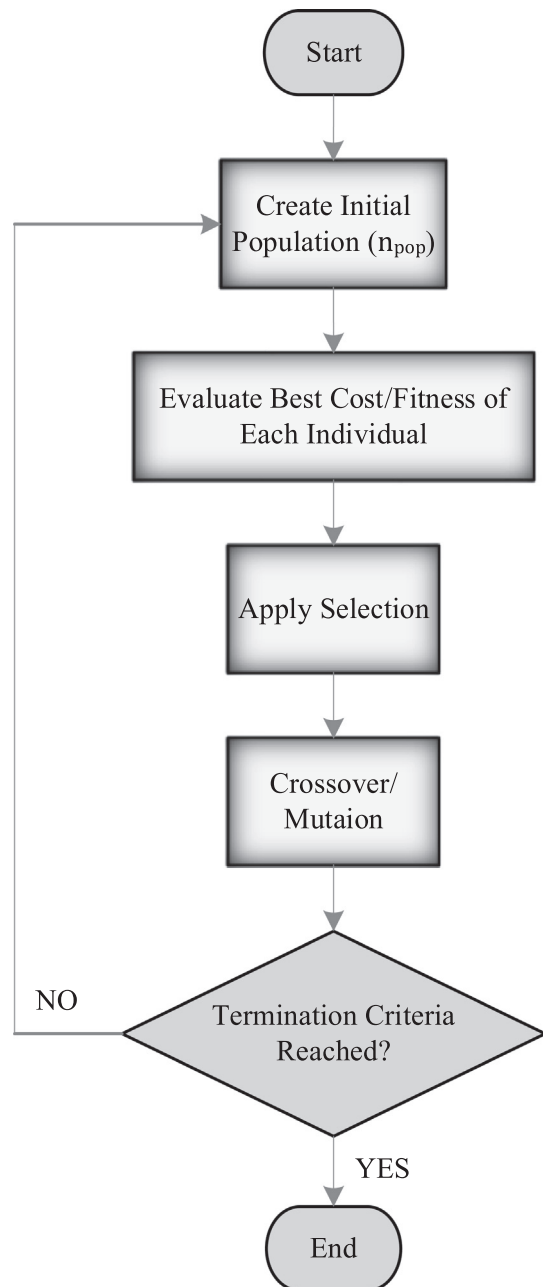 Start
Create Initial
Population (npop)
Evaluate Best Cost/Fitness of
Each Individual
Apply Selection
Crossover/
Mutaion
NO
Termination Criteria
Reached?
YES
End